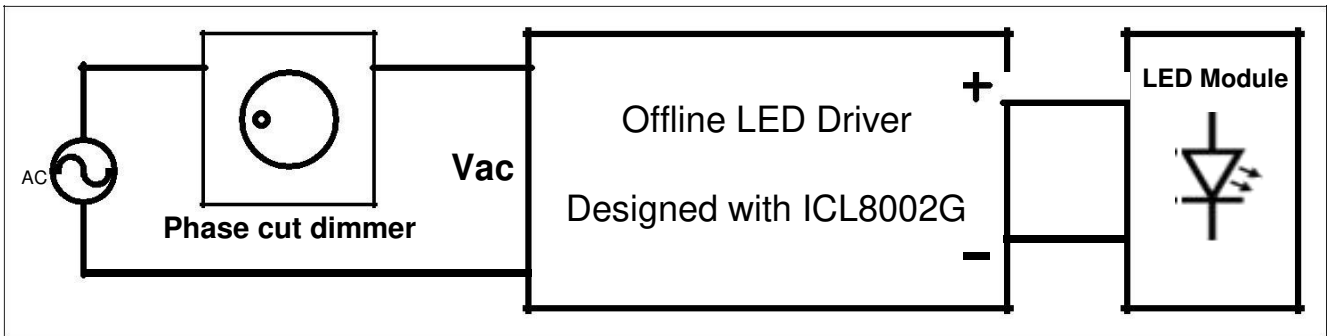 AC
Phase cut dimmer
Vac
+
Offline LED Driver
Designed with ICL8002G
-
LED Module